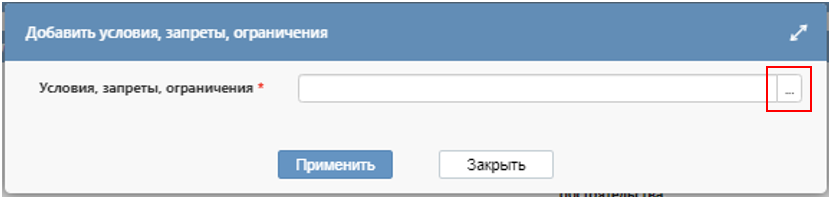 Добавить условия, запреты, ограничения
Условия, запреты, ограничения * ...
Применить Закрыть